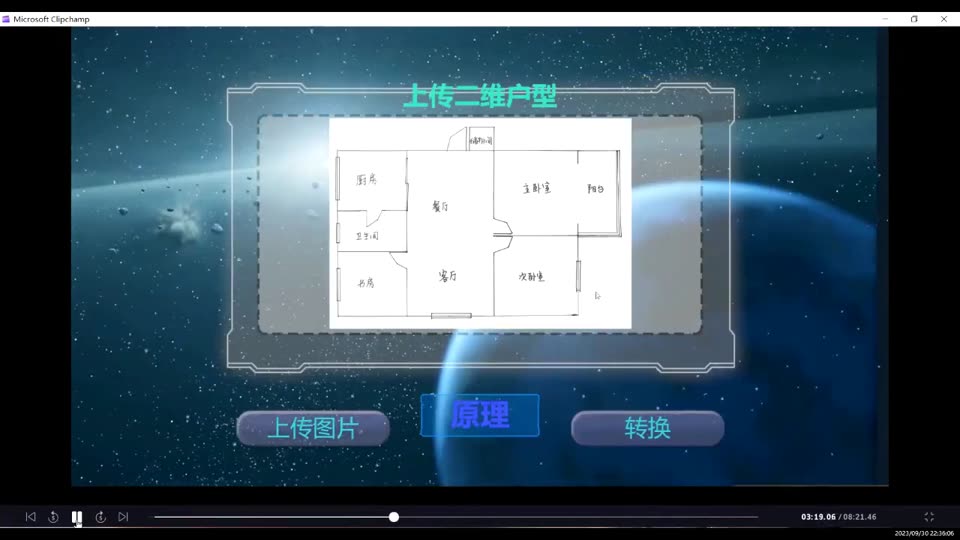 Microsoft Clipchamp
上传二维户型
厨房
餐厅
主卧室
阳台
卫生间
书房
客厅
次卧室
上传图片
原理
转换
03:19.06 / 08:21.46
2023/09/30 22:36:06